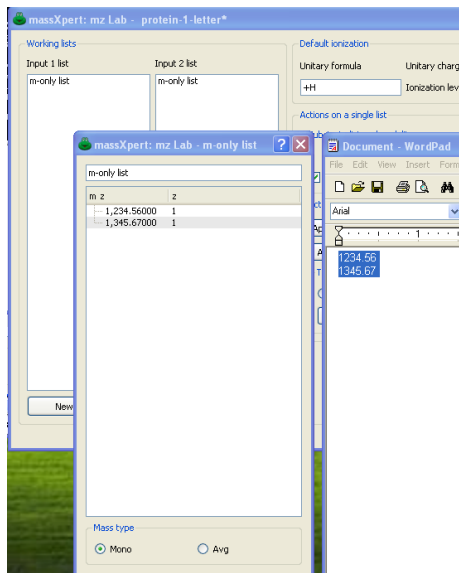 massXpert: mz Lab - protein-1-letter*
Working lists
Input 1 list
Input 2 list
m-only list
m-only list
Default ionization
Unitary formula
Unitary charg
+H
Ionization lev
Actions on a single list
New
massXpert: mz Lab - m-only list
m-only list
m z
z
1,234.56000 1
1,345.67000 1
Mass type
Mono
Avg
Document - WordPad
File Edit View Insert Form
Arial
1
1234.56
1345.67